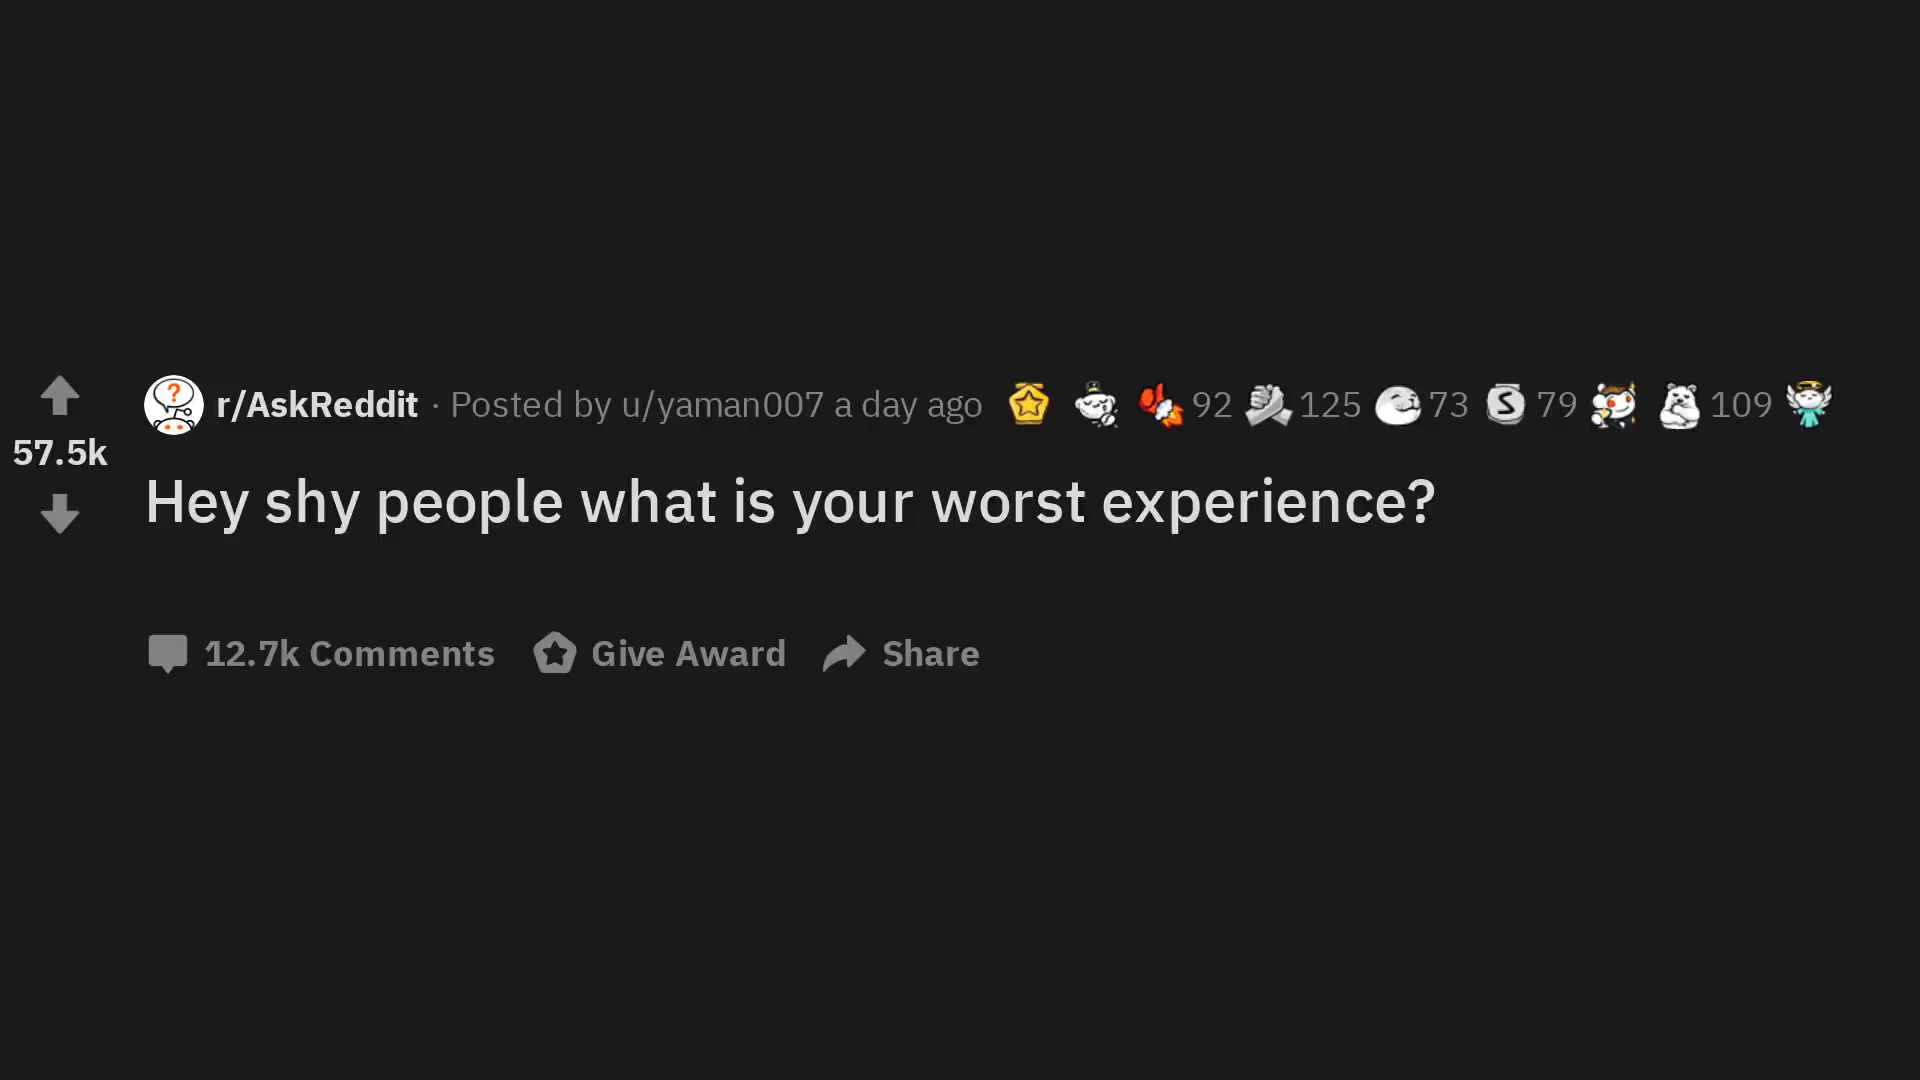 r/AskReddit · Posted by u/yaman007 a day ago 92 125 73 S 79 109
57.5k
Hey shy people what is your worst experience?
12.7k Comments Give Award Share